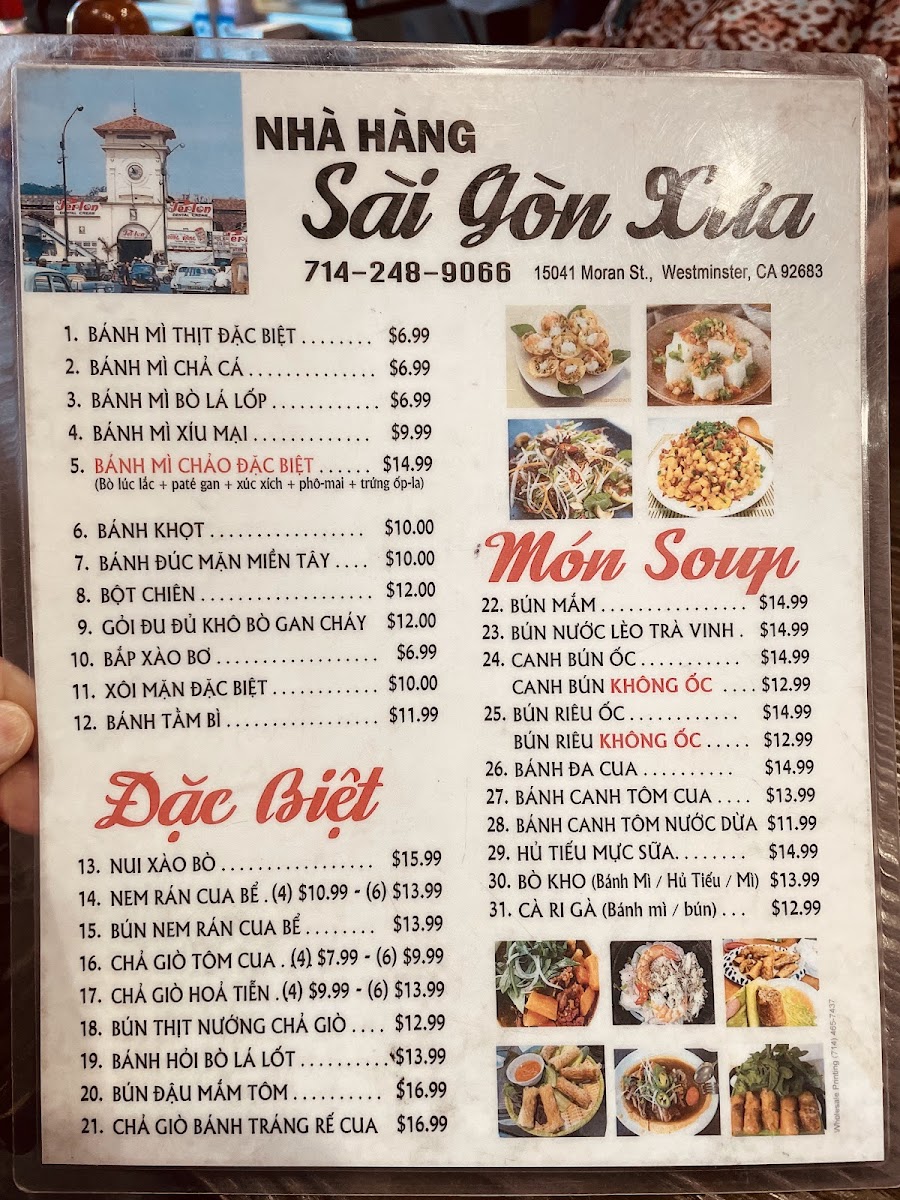 NHÀ HÀNG
Sài Gòn Xưa
714-248-9066 15041 Moran St., Westminster, CA 92683
1. BÁNH MÌ THỊT ĐẶC BIỆT ........ $6.99
2. BÁNH MÌ CHẢ CÁ .............. $6.99
3. BÁNH MÌ BÒ LÁ LỐP ............ $6.99
4. BÁNH MÌ XÍU MẠI ............. $9.99
5. BÁNH MÌ CHẢO ĐẶC BIỆT ...... $14.99
(Bò lúc lắc + paté gan + xúc xích + phô-mai + trứng ốp-la)
6. BÁNH KHỌT ................. $10.00
7. BÁNH ĐÚC MẶN MIỀN TÂY .... $10.00
8. BỘT CHIÊN ................... $12.00
9. GỎI ĐU ĐỦ KHÔ BÒ GAN CHÁY $12.00
10. BẮP XÀO BƠ .................. $6.99
11. XÔI MẶN ĐẶC BIỆT ............ $10.00
12. BÁNH TẰM BÌ ................. $11.99
Đặc Biệt
13. NUI XÀO BÒ ................. $15.99
14. NEM RÁN CUA BỂ .(4) $10.99 - (6) $13.99
15. BÚN NEM RÁN CUA BỂ ........ $13.99
16. CHẢ GIÒ TÔM CUA ..(4) $7.99 - (6) $9.99
17. CHẢ GIÒ HOẢ TIỄN .(4) $9.99 - (6) $13.99
18. BÚN THỊT NƯỚNG CHẢ GIÒ .... $12.99
19. BÁNH HỎI BÒ LÁ LỐT .......... $13.99
20. BÚN ĐẬU MẮM TÔM .......... $16.99
21. CHẢ GIÒ BÁNH TRÁNG RẾ CUA $16.99
Món Soup
22. BÚN MẮM ................ $14.99
23. BÚN NƯỚC LÈO TRÀ VINH . $14.99
24. CANH BÚN ỐC ........... $14.99
CANH BÚN KHÔNG ỐC .... $12.99
25. BÚN RIÊU ỐC ............ $14.99
BÚN RIÊU KHÔNG ỐC ..... $12.99
26. BÁNH ĐA CUA .......... $14.99
27. BÁNH CANH TÔM CUA .... $13.99
28. BÁNH CANH TÔM NƯỚC DỪA $11.99
29. HỦ TIẾU MỰC SỮA........ $14.99
30. BÒ KHO (Bánh Mì / Hủ Tiếu / Mì) $13.99
31. CÀ RI GÀ (Bánh mì / bún) ... $12.99
Wholesale Printing (714) 465-7437